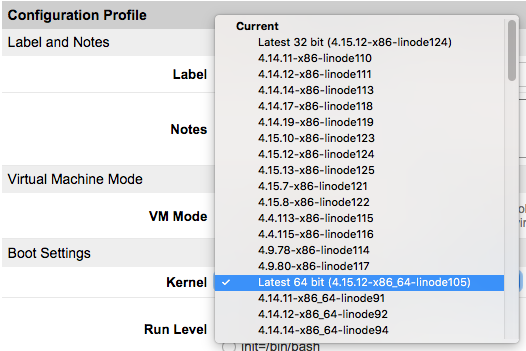 Configuration Profile
Current
Label and Notes
Latest 32 bit (4.15.12-x86-linode124)
4.14.11-x86-linode110
Label
4.14.12-x86-linode111
4.14.14-x86-linode113
4.14.17-x86-linode118
4.14.19-x86-linode119
Notes
4.15.10-x86-linode123
4.15.12-x86-linode124
4.15.13-x86-linode125
Virtual Machine Mode
4.15.7-x86-linode121
4.15.8-x86-linode122
VM Mode
4.4.113-x86-linode115
4.4.115-x86-linode116
Boot Settings
4.9.78-x86-linode114
4.9.80-x86-linode117
Kernel
✓ Latest 64 bit (4.15.12-x86_64-linode105)
4.14.11-x86_64-linode91
4.14.12-x86_64-linode92
Run Level
4.14.14-x86_64-linode94
init=/bin/bash